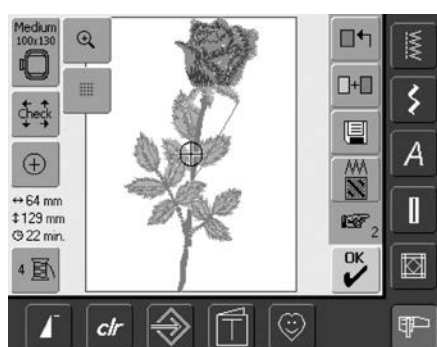 Medium
100x130
Check
↔ 64 mm
↕ 129 mm
22 min.
4
2
OK
A
clr
T